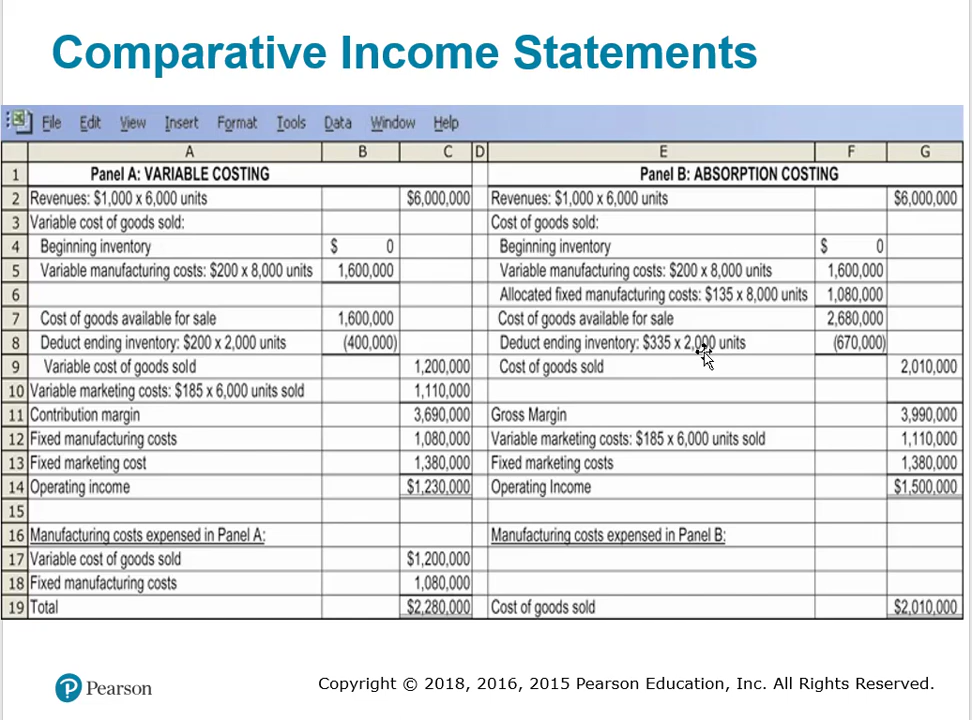 Comparative Income Statements
File Edit View Insert Format Tools Data Window Help
A B C D E F G
1 Panel A: VARIABLE COSTING Panel B: ABSORPTION COSTING
2 Revenues: $1,000 x 6,000 units $6,000,000 Revenues: $1,000 x 6,000 units $6,000,000
3 Variable cost of goods sold: Cost of goods sold:
4 Beginning inventory $ 0 Beginning inventory $ 0
5 Variable manufacturing costs: $200 x 8,000 units 1,600,000 Variable manufacturing costs: $200 x 8,000 units 1,600,000
6 Allocated fixed manufacturing costs: $135 x 8,000 units 1,080,000
7 Cost of goods available for sale 1,600,000 Cost of goods available for sale 2,680,000
8 Deduct ending inventory: $200 x 2,000 units (400,000) Deduct ending inventory: $335 x 2,000 units (670,000)
9 Variable cost of goods sold 1,200,000 Cost of goods sold 2,010,000
10 Variable marketing costs: $185 x 6,000 units sold 1,110,000
11 Contribution margin 3,690,000 Gross Margin 3,990,000
12 Fixed manufacturing costs 1,080,000 Variable marketing costs: $185 x 6,000 units sold 1,110,000
13 Fixed marketing cost 1,380,000 Fixed marketing costs 1,380,000
14 Operating income $1,230,000 Operating Income $1,500,000
15
16 Manufacturing costs expensed in Panel A: Manufacturing costs expensed in Panel B:
17 Variable cost of goods sold $1,200,000
18 Fixed manufacturing costs 1,080,000
19 Total $2,280,000 Cost of goods sold $2,010,000
P Pearson
Copyright © 2018, 2016, 2015 Pearson Education, Inc. All Rights Reserved.